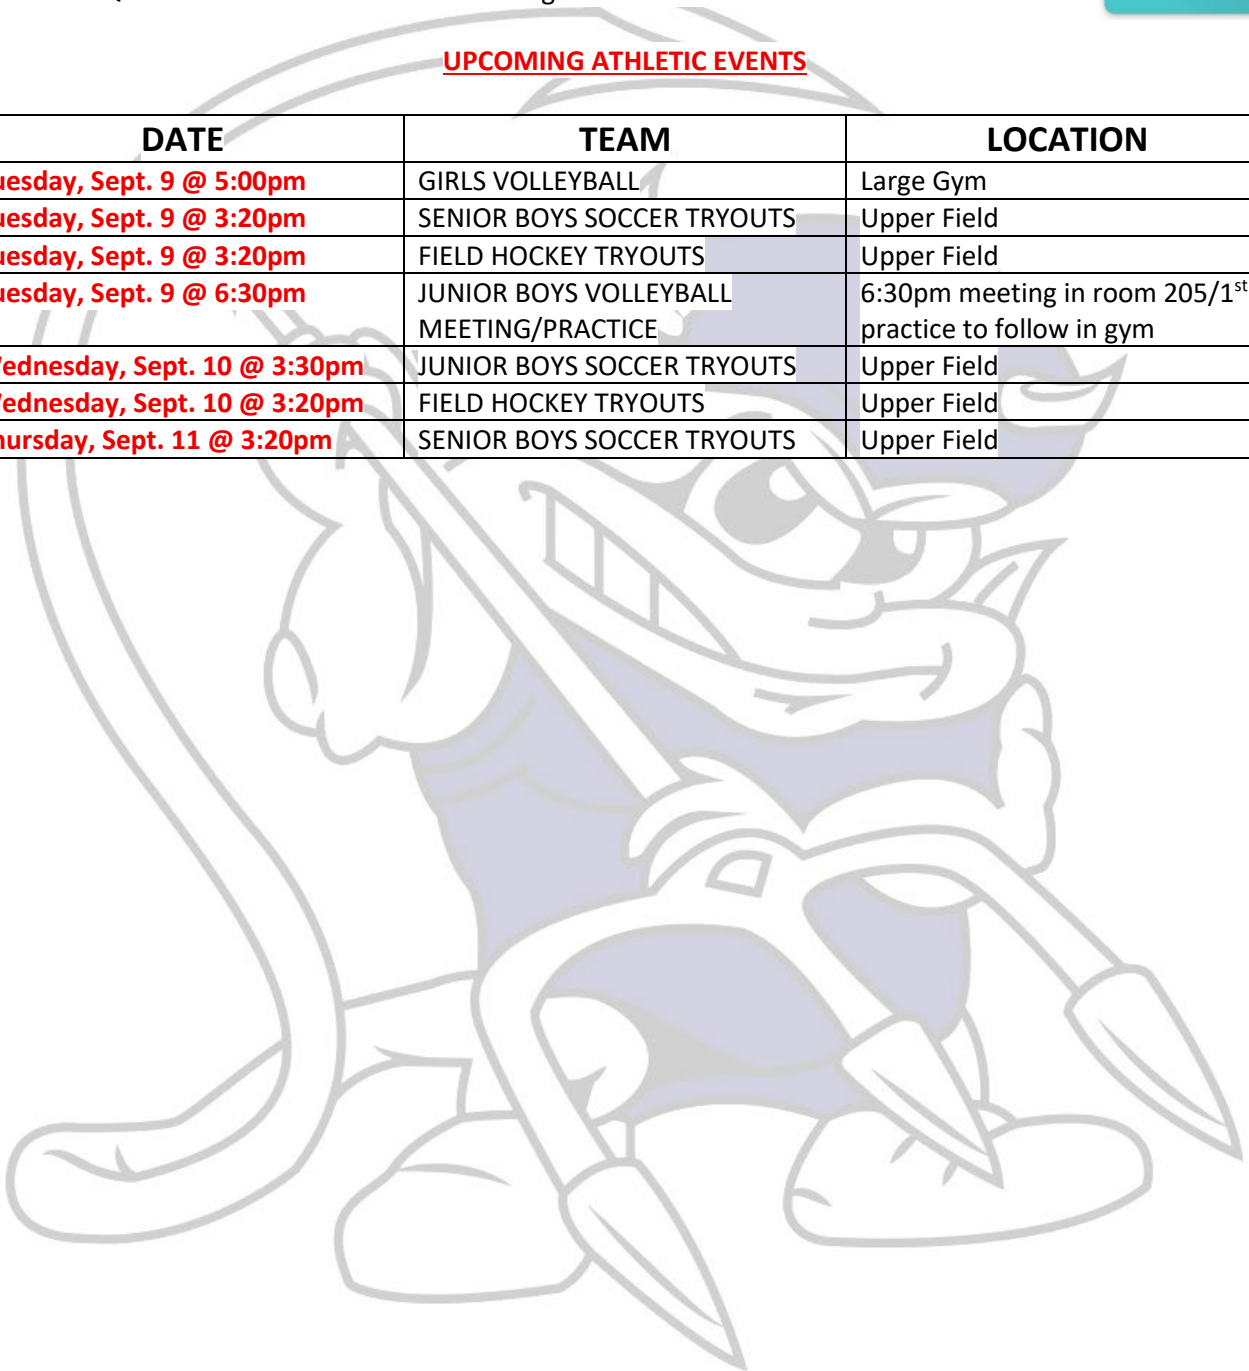 UPCOMING ATHLETIC EVENTS
DATE TEAM LOCATION
uesday, Sept. 9 @ 5:00pm GIRLS VOLLEYBALL Large Gym
uesday, Sept. 9 @ 3:20pm SENIOR BOYS SOCCER TRYOUTS Upper Field
uesday, Sept. 9 @ 3:20pm FIELD HOCKEY TRYOUTS Upper Field
uesday, Sept. 9 @ 6:30pm JUNIOR BOYS VOLLEYBALL 6:30pm meeting in room 205/1st
MEETING/PRACTICE practice to follow in gym
ednesday, Sept. 10 @ 3:30pm JUNIOR BOYS SOCCER TRYOUTS Upper Field
ednesday, Sept. 10 @ 3:20pm FIELD HOCKEY TRYOUTS Upper Field
hursday, Sept. 11 @ 3:20pm SENIOR BOYS SOCCER TRYOUTS Upper Field